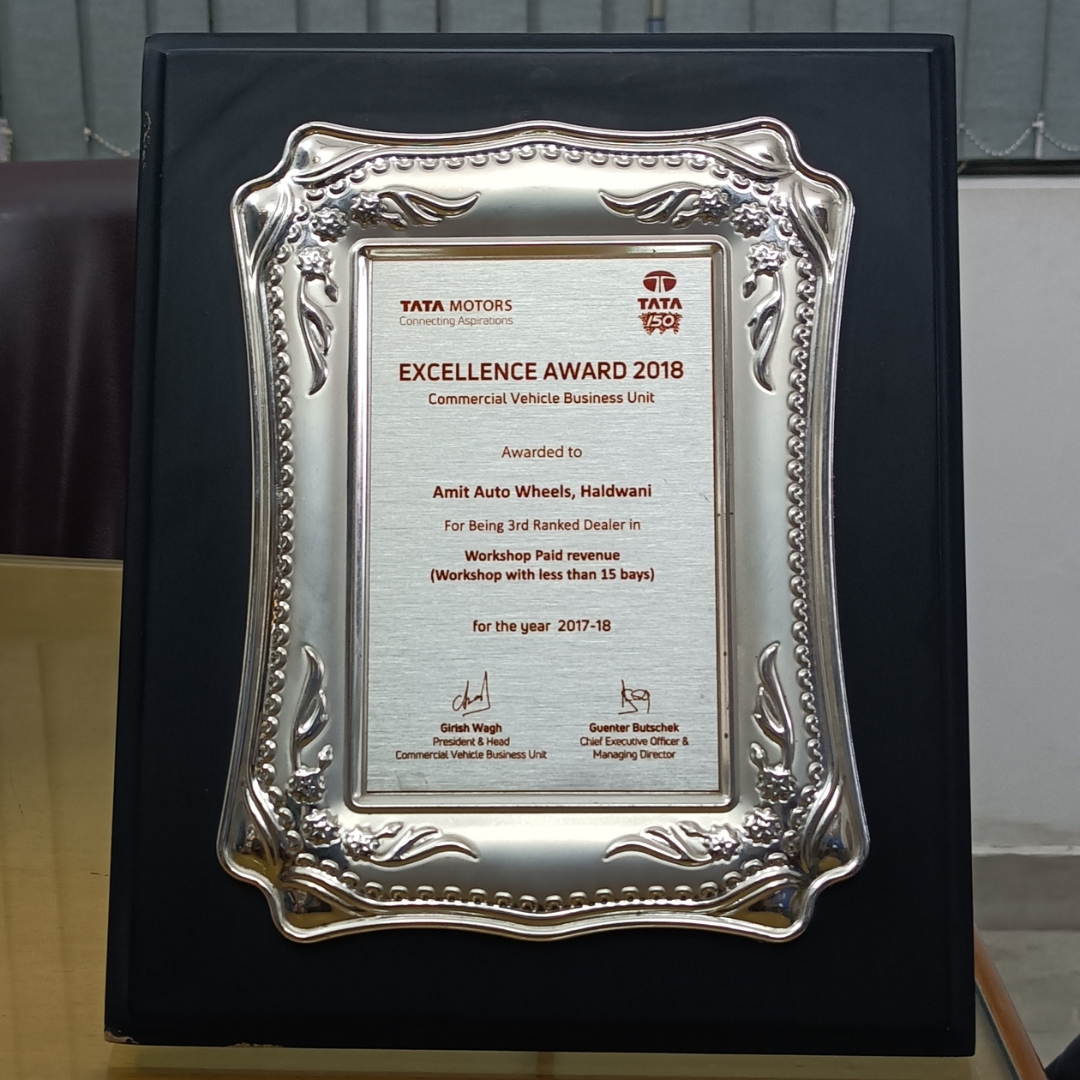 TATA MOTORS
Connecting Aspirations
TATA
150
EXCELLENCE AWARD 2018
Commercial Vehicle Business Unit
Awarded to
Amit Auto Wheels, Haldwani
For Being 3rd Ranked Dealer in
Workshop Paid revenue
(Workshop with less than 15 bays)
for the year 2017-18
Girish Wagh
President & Head
Commercial Vehicle Business Unit
Guenter Butschek
Chief Executive Officer &
Managing Director